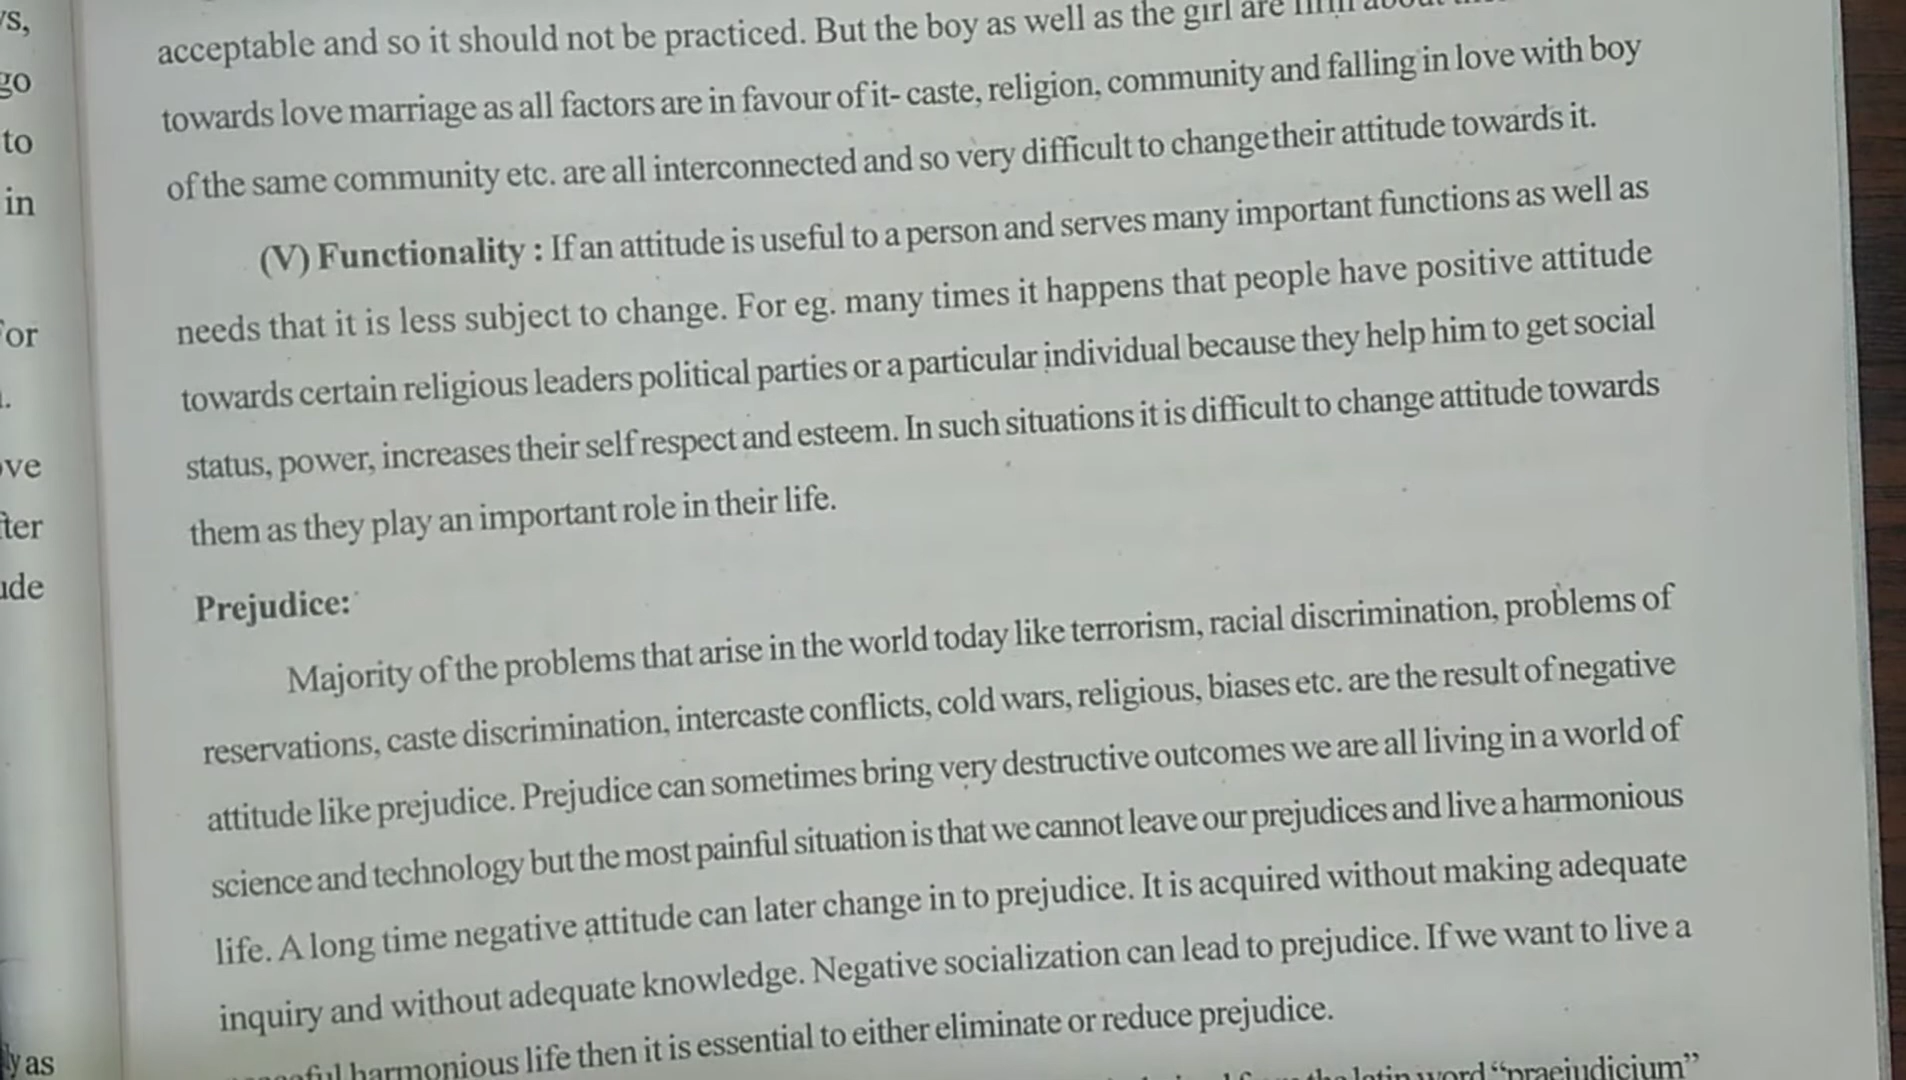 s,
go
to
in
or
ve
ter
ude
y as
acceptable and so it should not be practiced. But the boy as well as the girl are
towards love marriage as all factors are in favour of it- caste, religion, community and falling in love with boy
of the same community etc. are all interconnected and so very difficult to change their attitude towards it.
(V) Functionality : If an attitude is useful to a person and serves many important functions as well as
needs that it is less subject to change. For eg. many times it happens that people have positive attitude
towards certain religious leaders political parties or a particular individual because they help him to get social
status, power, increases their self respect and esteem. In such situations it is difficult to change attitude towards
them as they play an important role in their life.
Prejudice:
Majority of the problems that arise in the world today like terrorism, racial discrimination, problems of
reservations, caste discrimination, intercaste conflicts, cold wars, religious, biases etc. are the result of negative
attitude like prejudice. Prejudice can sometimes bring very destructive outcomes we are all living in a world of
science and technology but the most painful situation is that we cannot leave our prejudices and live a harmonious
life. A long time negative attitude can later change in to prejudice. It is acquired without making adequate
inquiry and without adequate knowledge. Negative socialization can lead to prejudice. If we want to live a
harmonious life then it is essential to either eliminate or reduce prejudice.
the latin word “praejudicium”